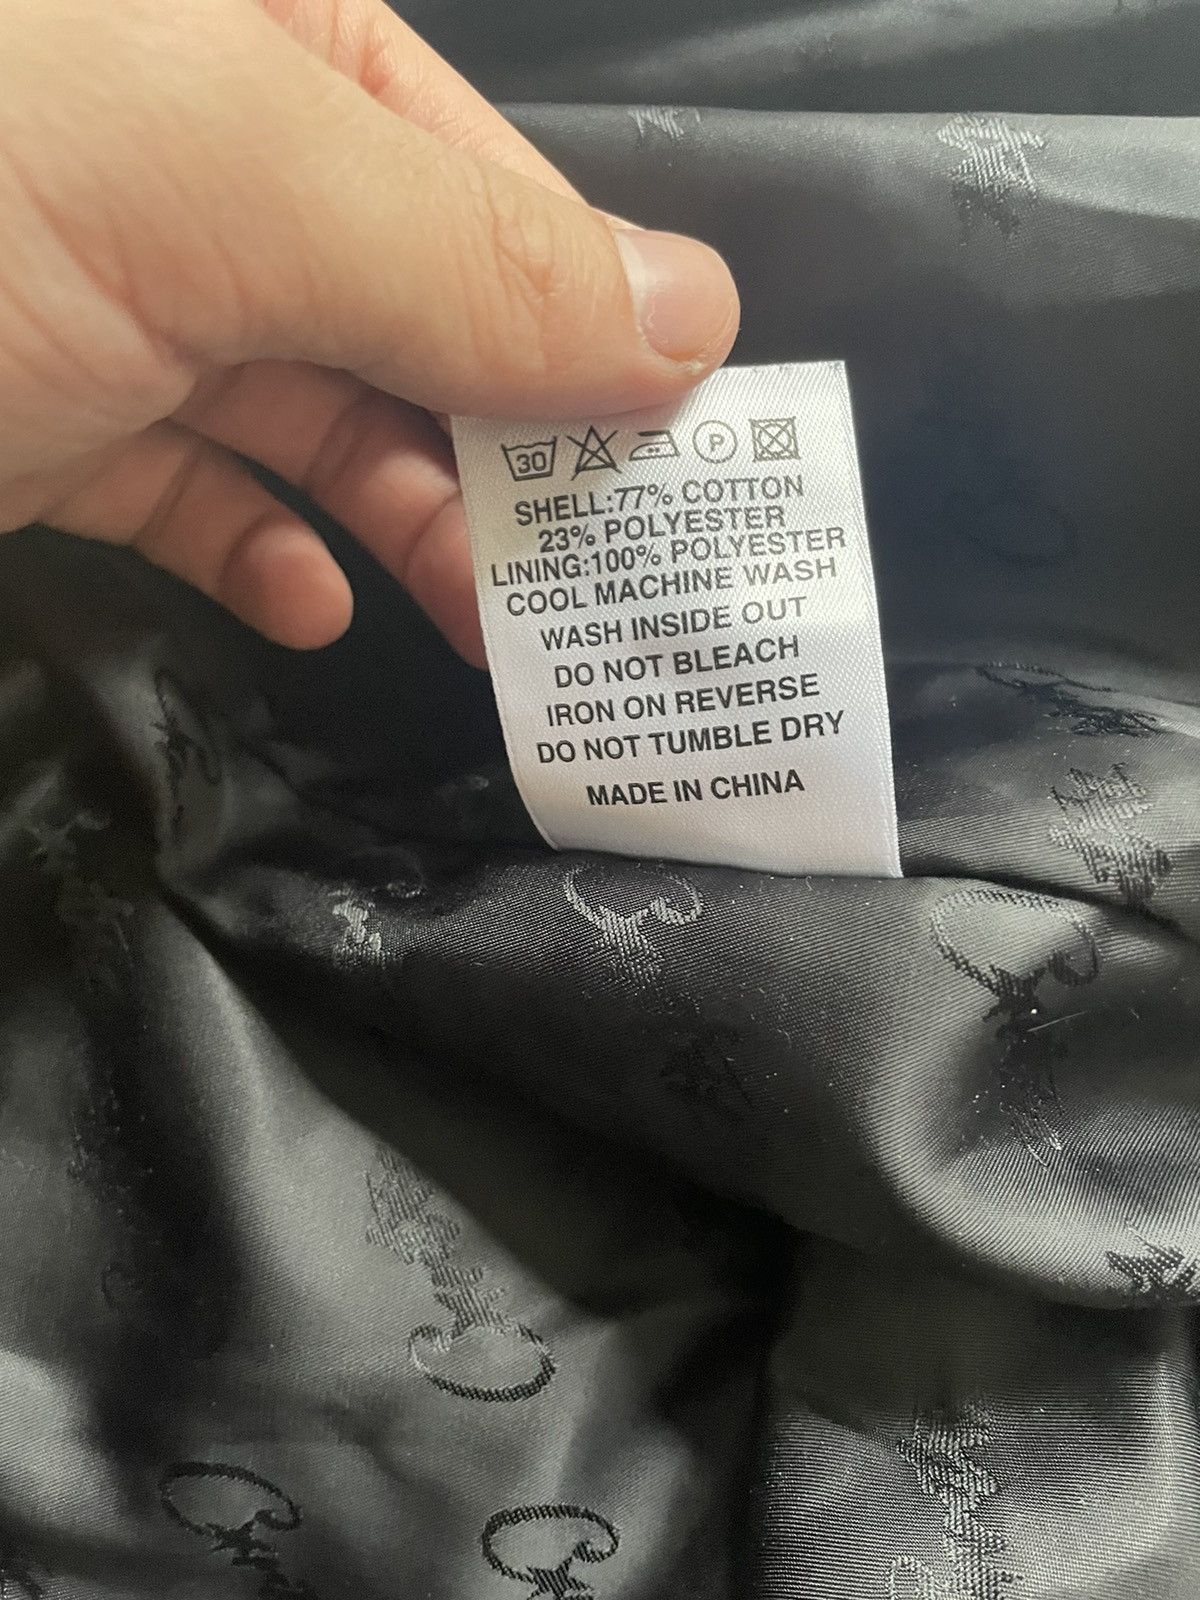 30 P
SHELL:77% COTTON
23% POLYESTER
LINING:100% POLYESTER
COOL MACHINE WASH
WASH INSIDE OUT
DO NOT BLEACH
IRON ON REVERSE
DO NOT TUMBLE DRY
MADE IN CHINA